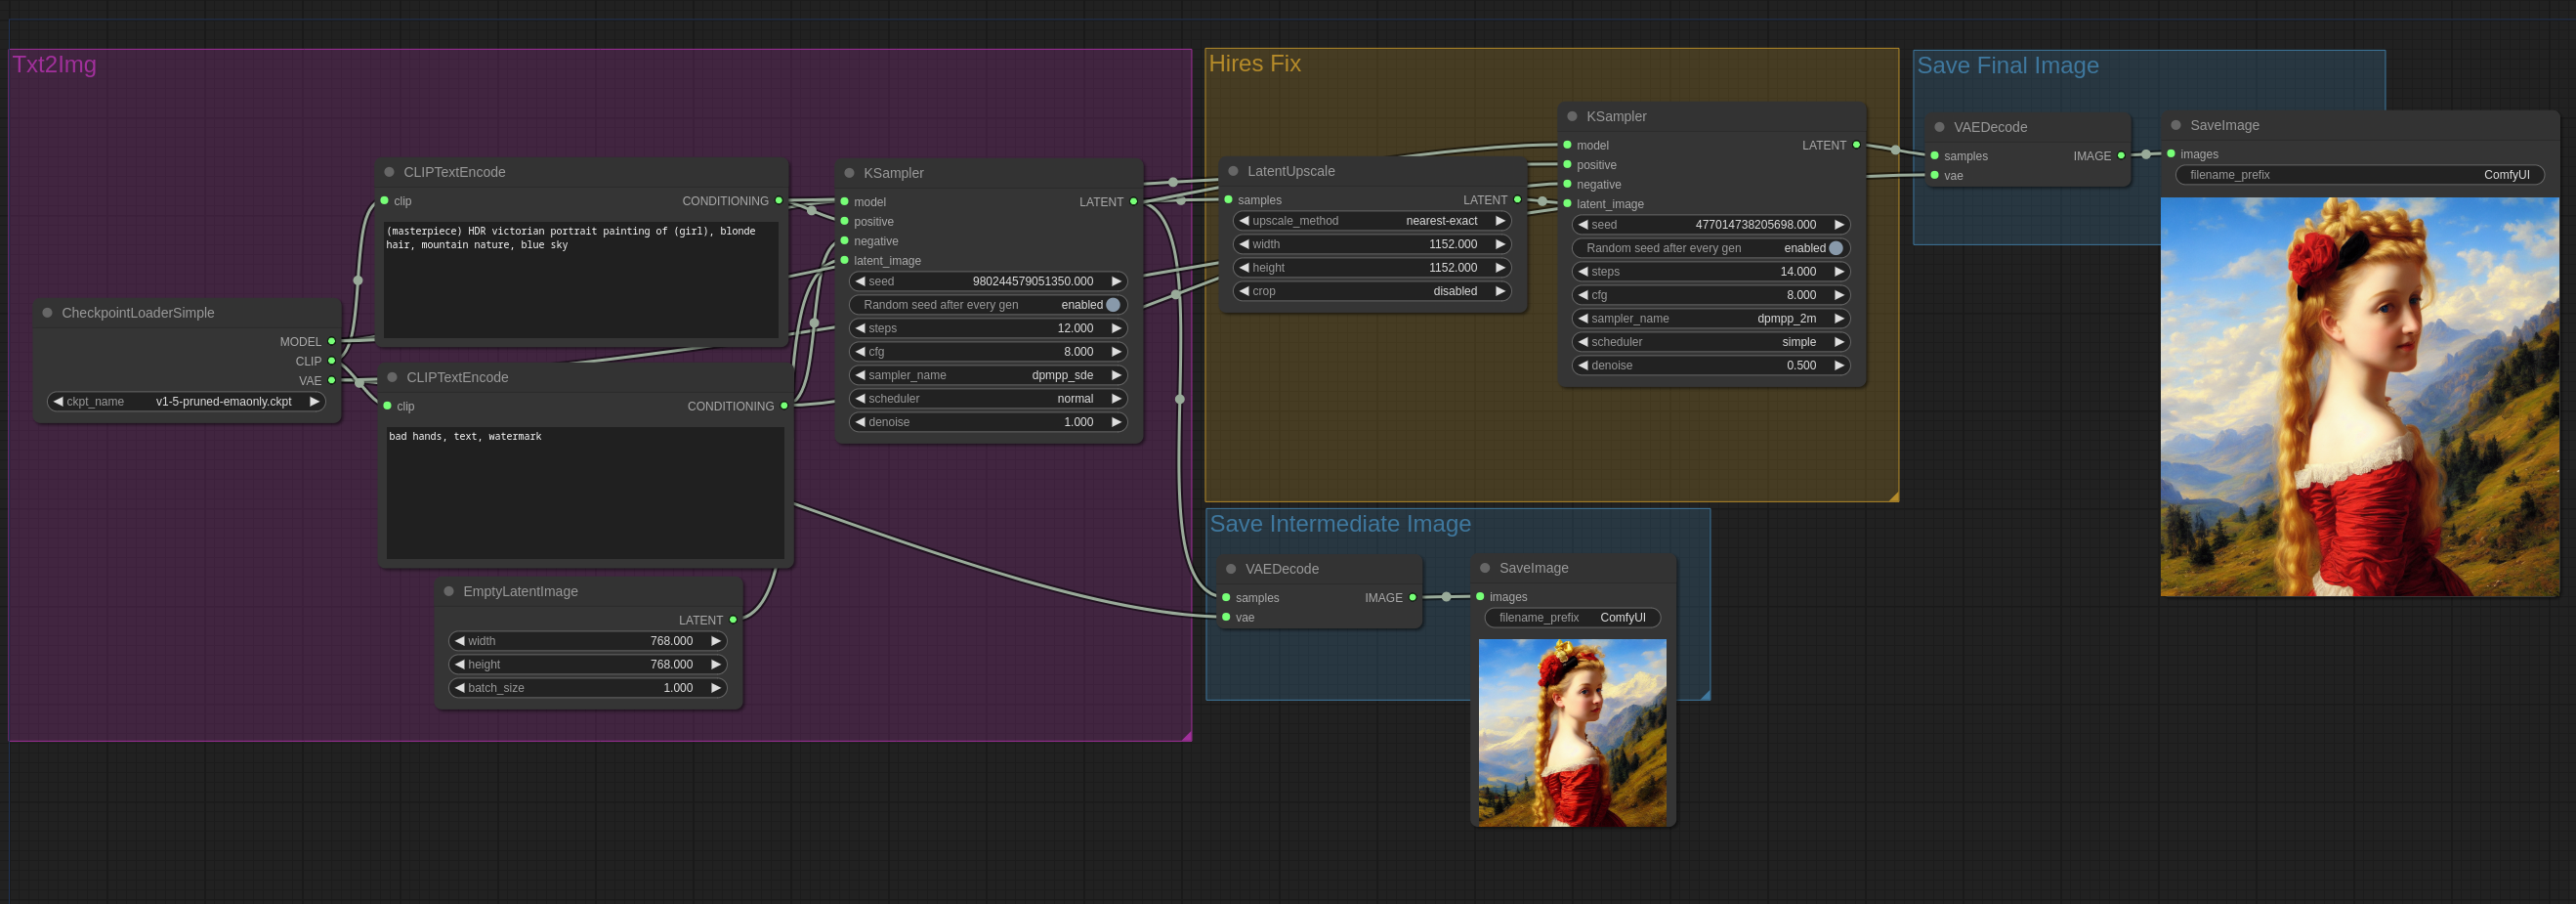 Txt2Img
CheckpointLoaderSimple
MODEL
CLIP
VAE
ckpt_name v1-5-pruned-emaonly.ckpt
CLIPTextEncode
clip CONDITIONING
(masterpiece) HDR victorian portrait painting of (girl), blonde
hair, mountain nature, blue sky
CLIPTextEncode
clip CONDITIONING
bad hands, text, watermark
EmptyLatentImage
LATENT
width 768.000
height 768.000
batch_size 1.000
KSampler
model LATENT
positive
negative
latent_image
seed 980244579051350.000
Random seed after every gen enabled
steps 12.000
cfg 8.000
sampler_name dpmpp_sde
scheduler normal
denoise 1.000
Hires Fix
LatentUpscale
samples LATENT
upscale_method nearest-exact
width 1152.000
height 1152.000
crop disabled
KSampler
model LATENT
positive
negative
latent_image
seed 477014738205698.000
Random seed after every gen enabled
steps 14.000
cfg 8.000
sampler_name dpmpp_2m
scheduler simple
denoise 0.500
Save Intermediate Image
VAEDecode
samples IMAGE
vae
SaveImage
images
filename_prefix ComfyUI
Save Final Image
VAEDecode
samples IMAGE
vae
SaveImage
images
filename_prefix ComfyUI